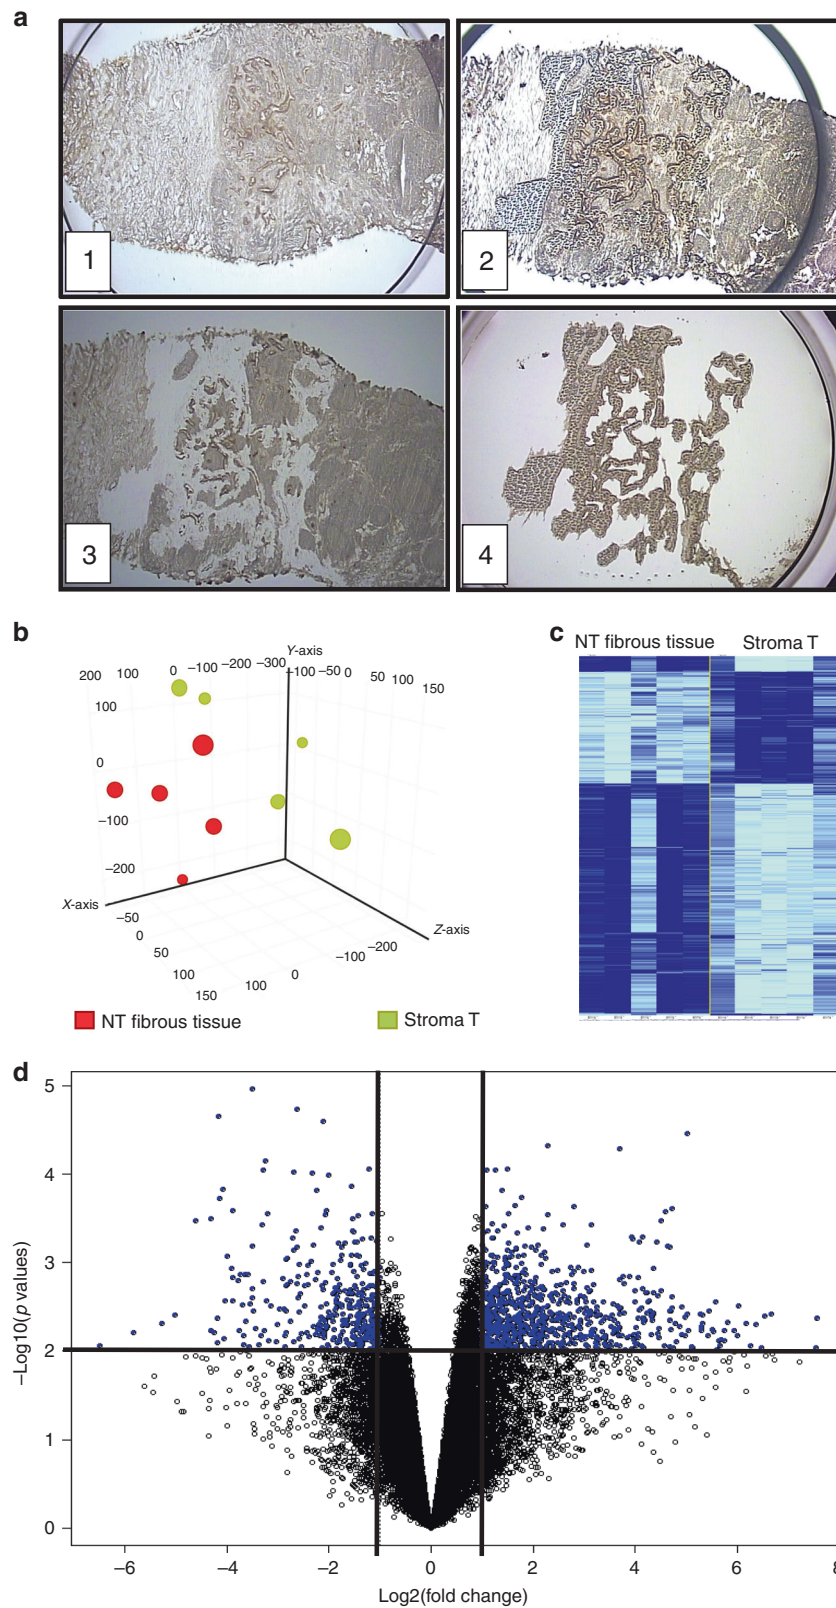 a
1
2
3
4
b
Y-axis
200 100 0 –100 –200 –300 –100 –50 0 50 100 150
100
0
–100
–200
X-axis
Z-axis
–50
0
50
100
150
100
0
–100
–200
NT fibrous tissue
Stroma T
c
NT fibrous tissue Stroma T
d
5
4
3
2
1
0
–Log10(p values)
–6 –4 –2 0 2 4 6 8
Log2(fold change)